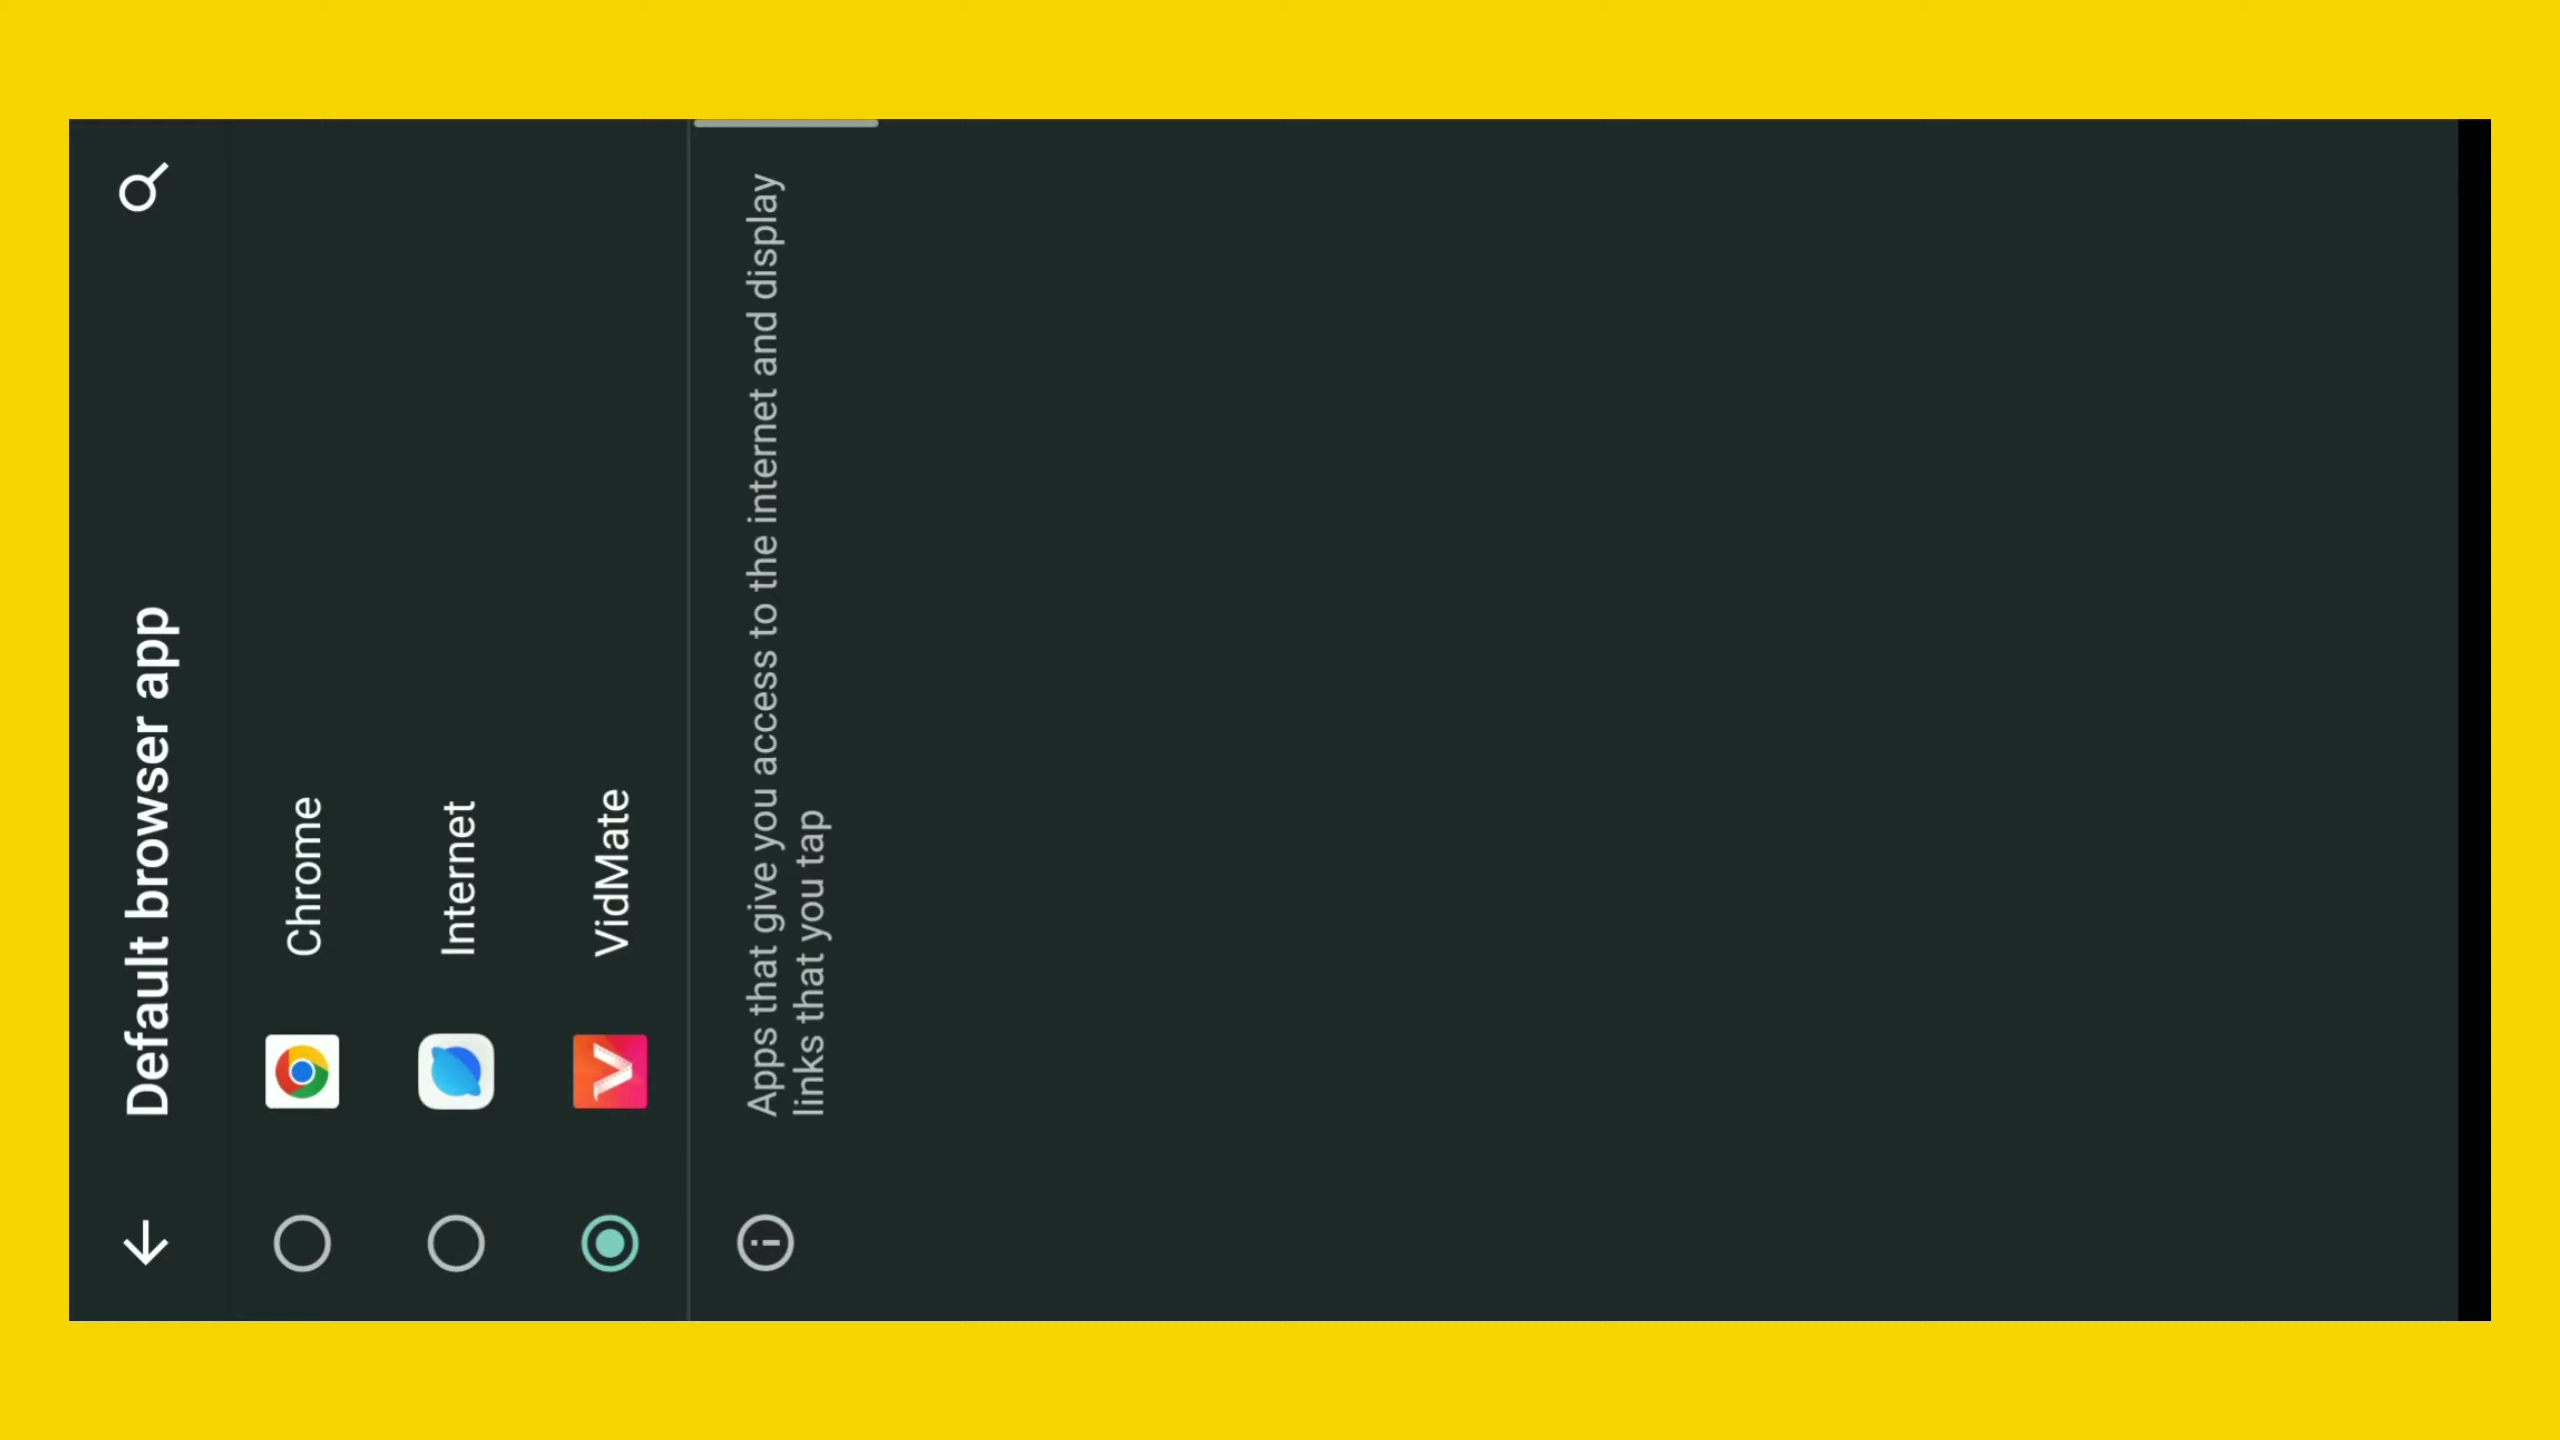 Default browser app
Chrome
Internet
VidMate
Apps that give you access to the internet and display
links that you tap